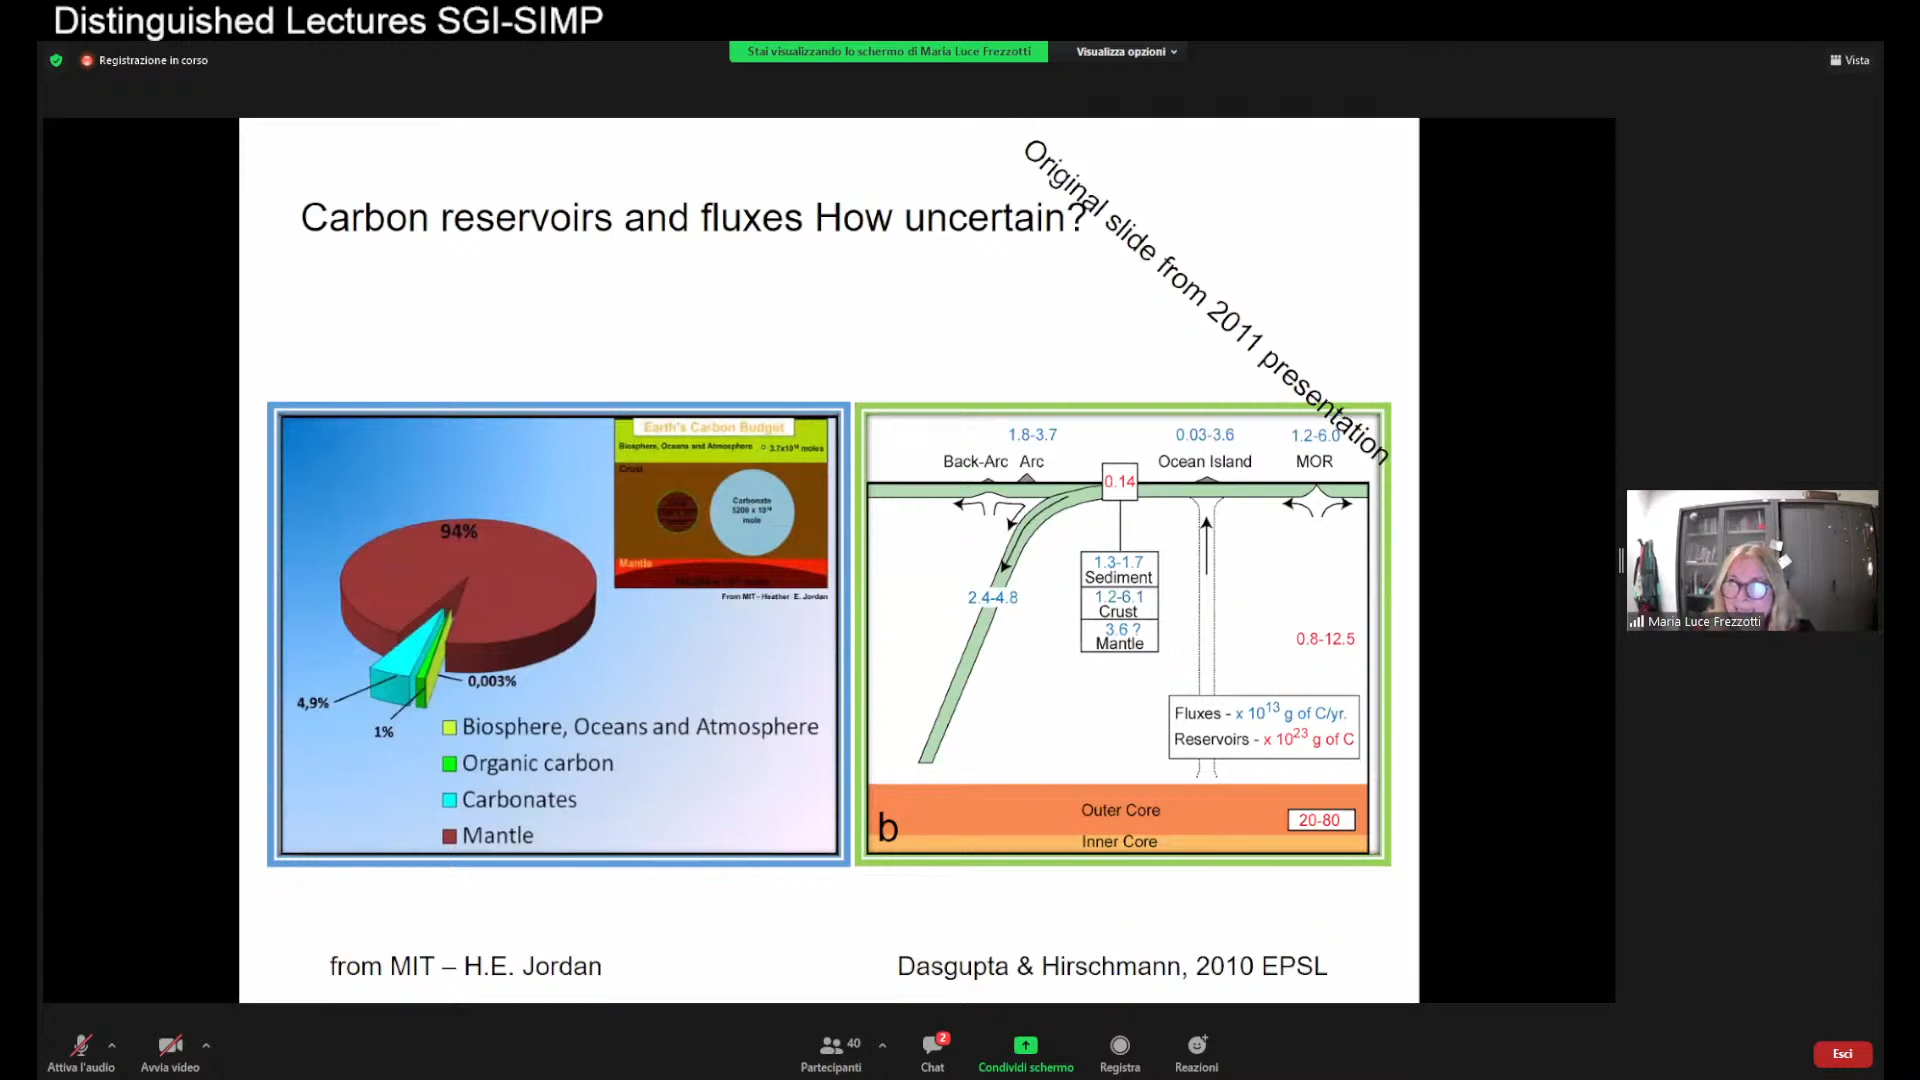 Distinguished Lectures SGI-SIMP
Stai visualizzando lo schermo di Maria Luce Frezzotti
Visualizza opzioni
Registrazione in corso
Vista
Original slide from 2011 presentation
Carbon reservoirs and fluxes How uncertain?
Earth's Carbon Budget
Biosphere, Oceans and Atmosphere
3.7x10¹⁸ moles
Crust
Carbonate
5200 x 10¹⁸
mole
Mantle
From MIT– Heather E. Jordan
94%
4,9%
1%
0,003%
Biosphere, Oceans and Atmosphere
Organic carbon
Carbonates
Mantle
1.8-3.7
0.03-3.6
1.2-6.0
Back-Arc
Arc
Ocean Island
MOR
0.14
1.3-1.7
Sediment
1.2-6.1
Crust
3.6 ?
Mantle
2.4-4.8
0.8-12.5
Fluxes - x 10¹³ g of C/yr.
Reservoirs - x 10²³ g of C
Outer Core
20-80
Inner Core
b
from MIT – H.E. Jordan
Dasgupta & Hirschmann, 2010 EPSL
Maria Luce Frezzotti
Attiva l'audio
Avvia video
40
Partecipanti
2
Chat
Condividi schermo
Registra
Reazioni
Esci